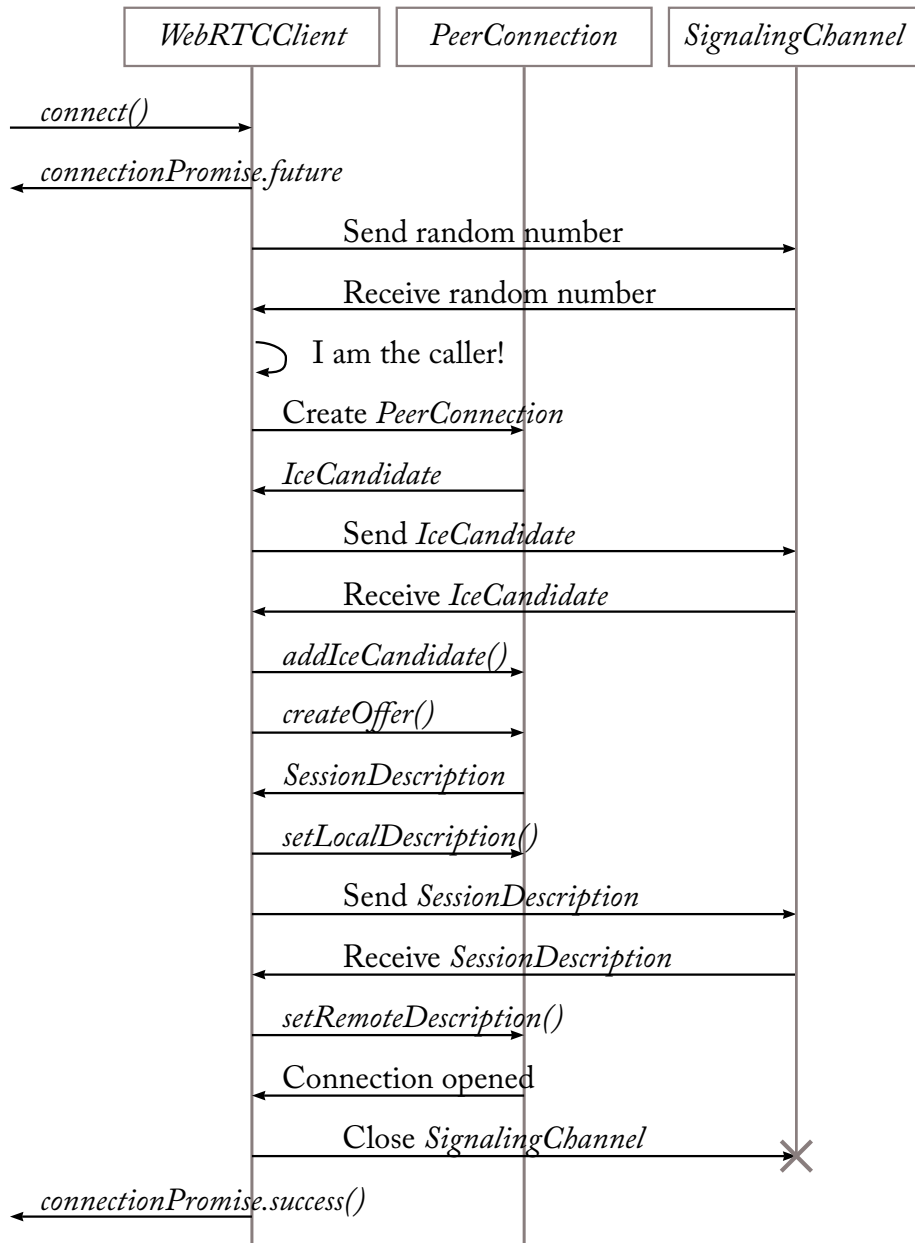 WebRTCClient PeerConnection SignalingChannel
connect()
connectionPromise.future
Send random number
Receive random number
I am the caller!
Create PeerConnection
IceCandidate
Send IceCandidate
Receive IceCandidate
addIceCandidate()
createOffer()
SessionDescription
setLocalDescription()
Send SessionDescription
Receive SessionDescription
setRemoteDescription()
Connection opened
Close SignalingChannel
connectionPromise.success()